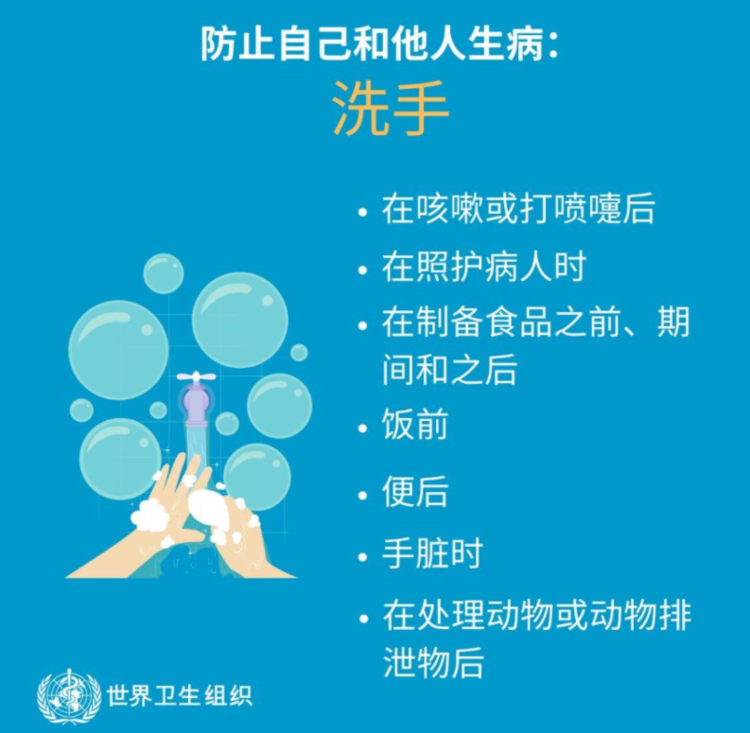 防止自己和他人生病：
洗手
• 在咳嗽或打喷嚏后
• 在照护病人时
• 在制备食品之前、期
间和之后
• 饭前
• 便后
• 手脏时
• 在处理动物或动物排
泄物后
世界卫生组织